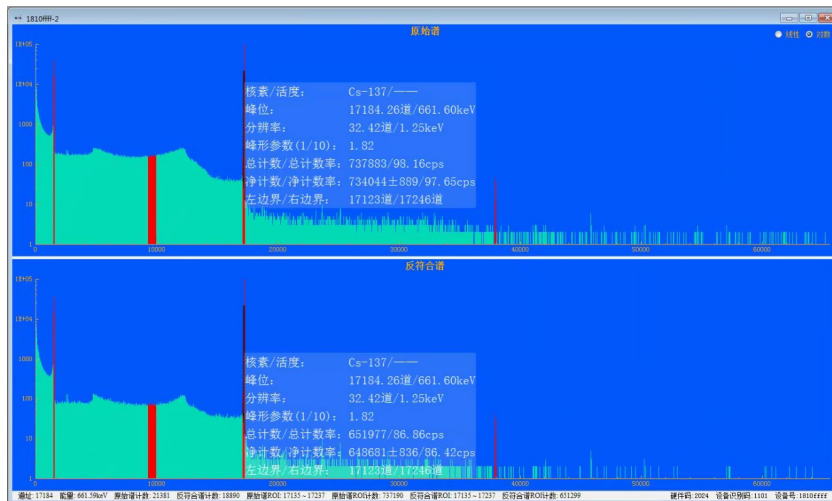 1810ffff-2
原始谱
线性 对数
1E+05
1E+04
1000
100
10
1
核素/活度: Cs-137/——
峰位: 17184.26道/661.60keV
分辨率: 32.42道/1.25keV
峰形参数(1/10): 1.82
总计数/总计数率: 737883/98.16cps
净计数/净计数率: 734044±889/97.65cps
左边界/右边界: 17123道/17246道
0 10000 20000 30000 40000 50000 60000
反符合谱
1E+05
1E+04
1000
100
10
1
核素/活度: Cs-137/——
峰位: 17184.26道/661.60keV
分辨率: 32.42道/1.25keV
峰形参数(1/10): 1.82
总计数/总计数率: 651977/86.86cps
净计数/净计数率: 648681±836/86.42cps
左边界/右边界: 17123道/17246道
0 10000 20000 30000 40000 50000 60000
道址: 17184 能量: 661.59keV 原始谱计数: 21381 反符合谱计数: 18890 原始谱ROI: 17135~17237 原始谱ROI计数: 737190 反符合谱ROI: 17135~17237 反符合谱ROI计数: 651299 硬件码: 2024 设备识别码: 1101 设备号: 1810ffff